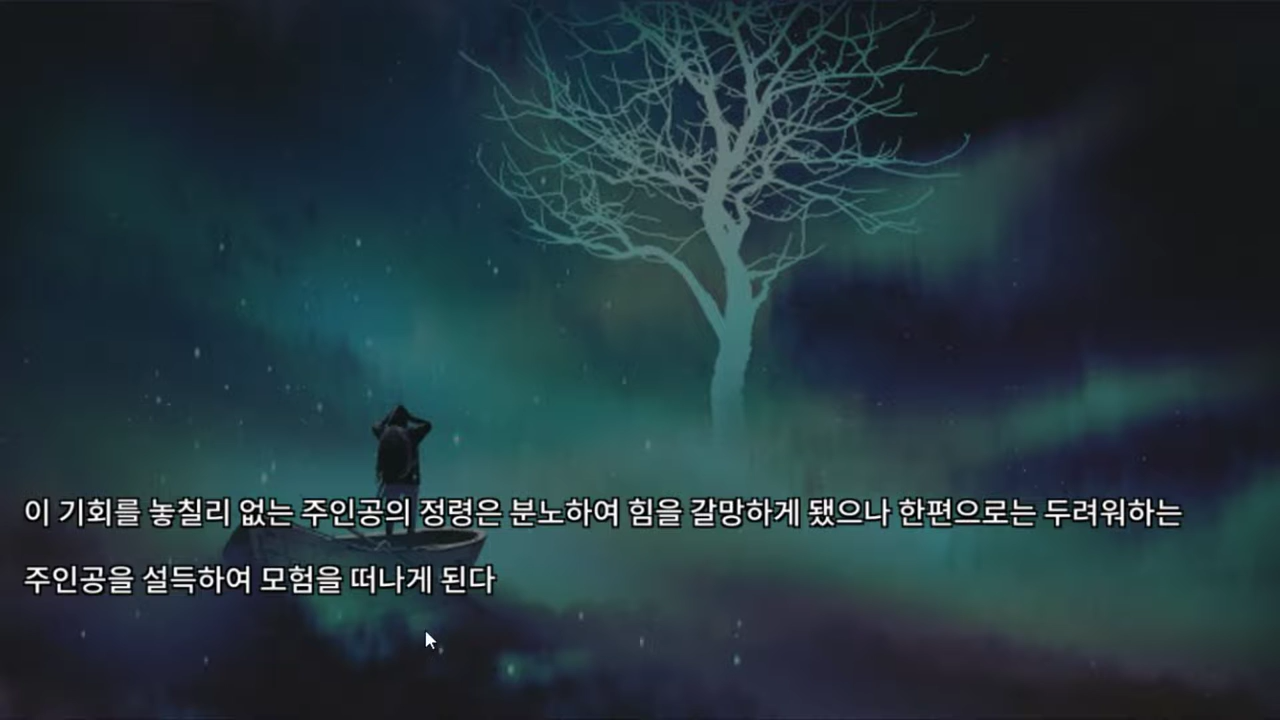 이 기회를 놓칠리 없는 주인공의 정령은 분노하여 힘을 갈망하게 됐으나 한편으로는 두려워하는
주인공을 설득하여 모험을 떠나게 된다